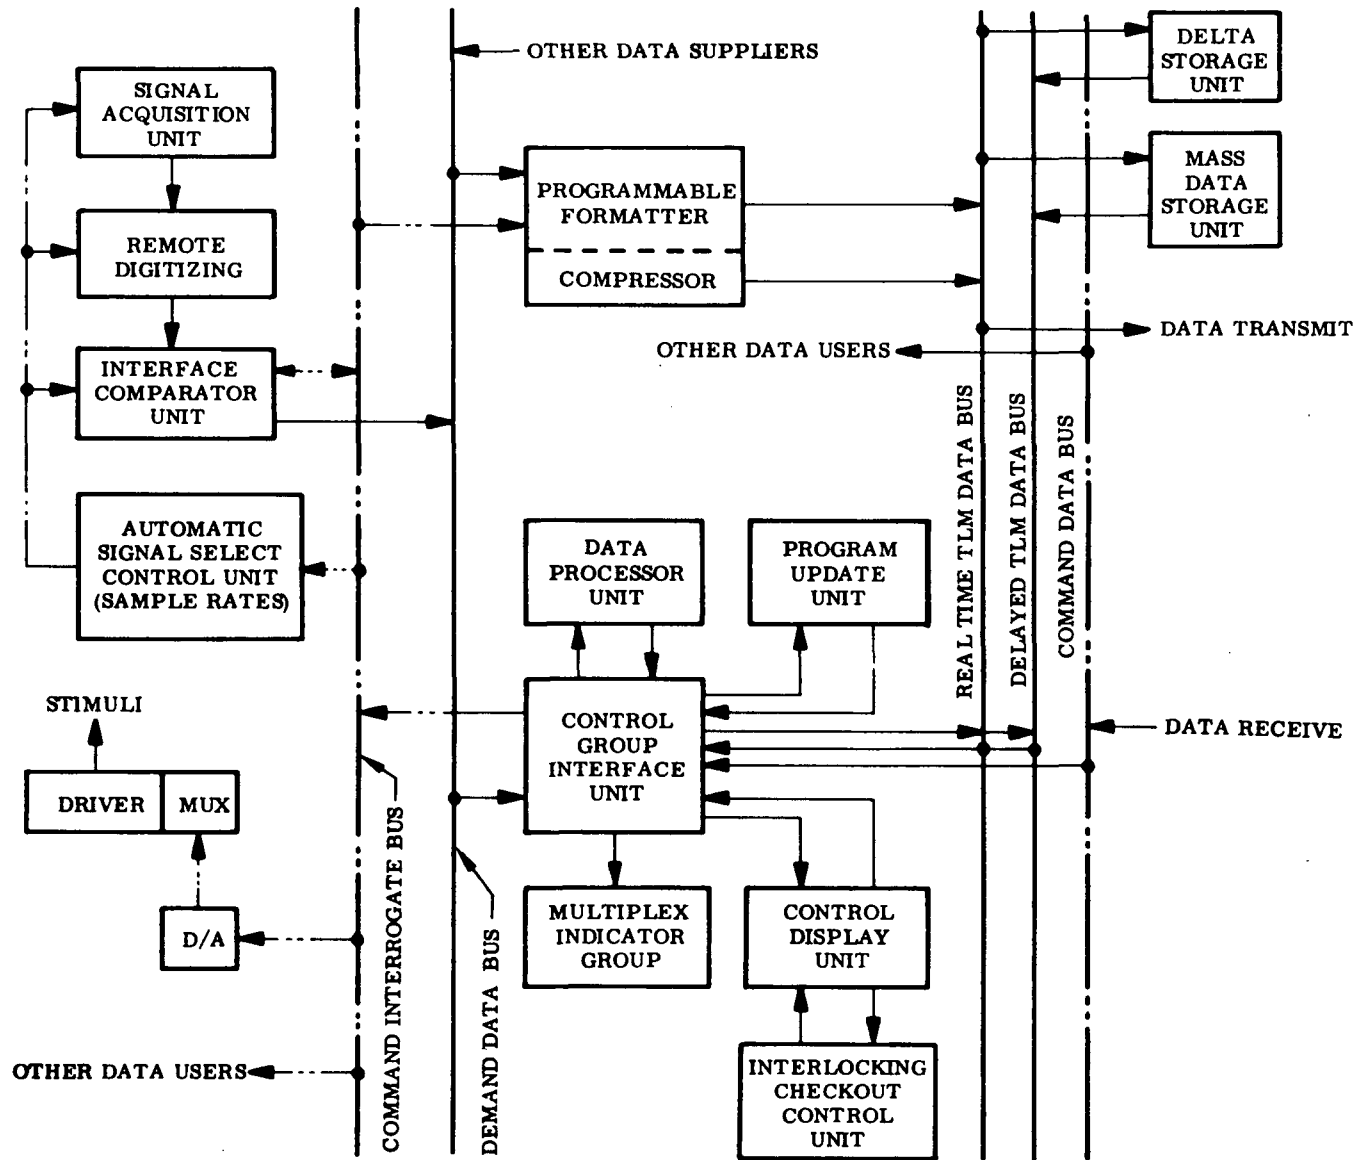 OTHER DATA SUPPLIERS
DELTA
STORAGE
UNIT
SIGNAL
ACQUISITION
UNIT
MASS
DATA
STORAGE
UNIT
PROGRAMMABLE
FORMATTER
COMPRESSOR
REMOTE
DIGITIZING
DATA TRANSMIT
OTHER DATA USERS
INTERFACE
COMPARATOR
UNIT
REAL TIME TLM DATA BUS
DELAYED TLM DATA BUS
COMMAND DATA BUS
AUTOMATIC
SIGNAL SELECT
CONTROL UNIT
(SAMPLE RATES)
DATA
PROCESSOR
UNIT
PROGRAM
UPDATE
UNIT
STIMULI
CONTROL
GROUP
INTERFACE
UNIT
DATA RECEIVE
DRIVER
MUX
COMMAND INTERROGATE BUS
DEMAND DATA BUS
D/A
MULTIPLEX
INDICATOR
GROUP
CONTROL
DISPLAY
UNIT
OTHER DATA USERS
INTERLOCKING
CHECKOUT
CONTROL
UNIT